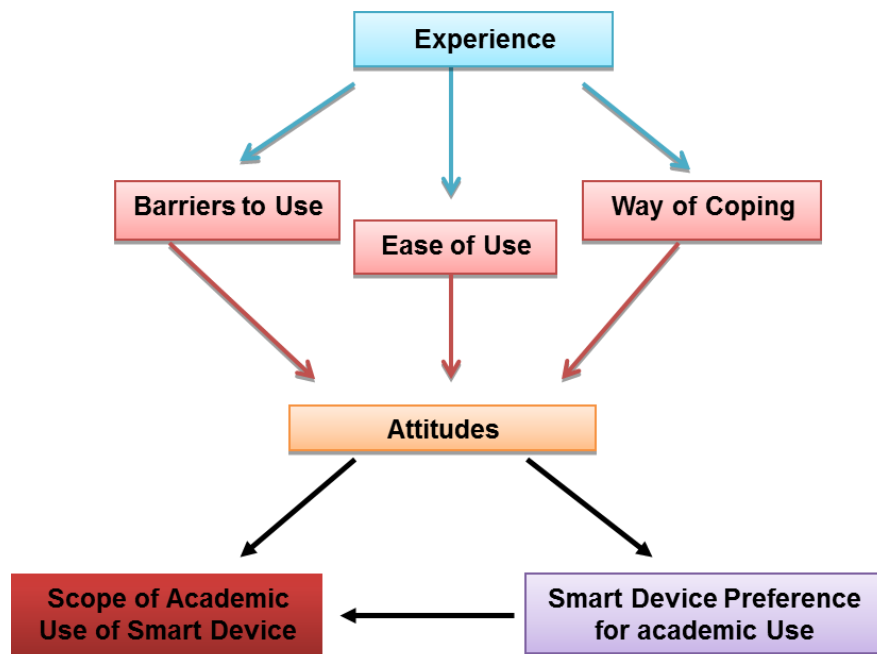 Experience
Barriers to Use
Ease of Use
Way of Coping
Attitudes
Scope of Academic
Use of Smart Device
Smart Device Preference
for academic Use